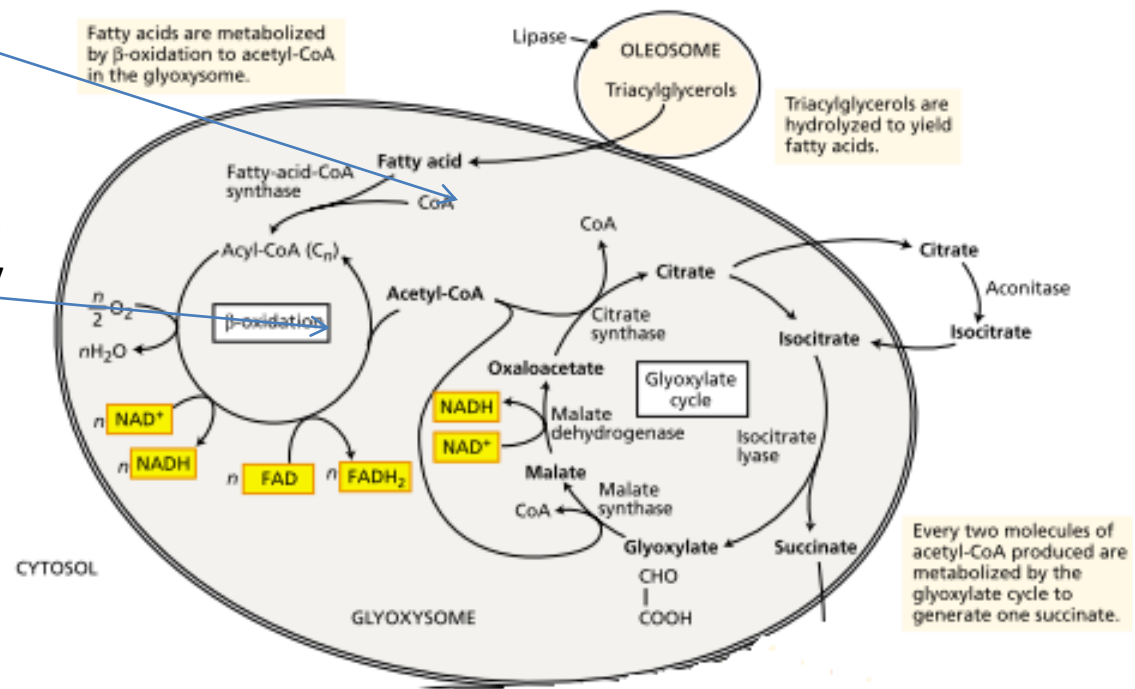 Fatty acids are metabolized
by β-oxidation to acetyl-CoA
in the glyoxysome.
Lipase
OLEOSOME
Triacylglycerols
Triacylglycerols are
hydrolyzed to yield
fatty acids.
Fatty acid
Fatty-acid-CoA
synthase
CoA
Acyl-CoA (Cn)
n/2 O2
nH2O
β-oxidation
n NAD+
n NADH
n FAD
n FADH2
Acetyl-CoA
CoA
Citrate
Citrate
synthase
Citrate
Aconitase
Isocitrate
Isocitrate
Oxaloacetate
Glyoxylate
cycle
NADH
NAD+
Malate
dehydrogenase
Isocitrate
lyase
Malate
Malate
synthase
CoA
Glyoxylate
CHO
COOH
Succinate
Every two molecules of
acetyl-CoA produced are
metabolized by the
glyoxylate cycle to
generate one succinate.
CYTOSOL
GLYOXYSOME